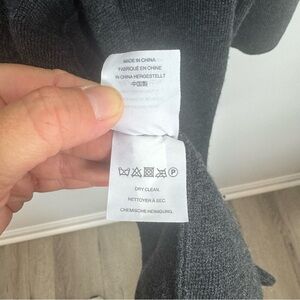 MADE IN CHINA
FABRIQUÉ EN CHINE
IN CHINA HERGESTELLT
中国製
P
DRY CLEAN.
NETTOYER À SEC.
CHEMISCHE REINIGUNG.